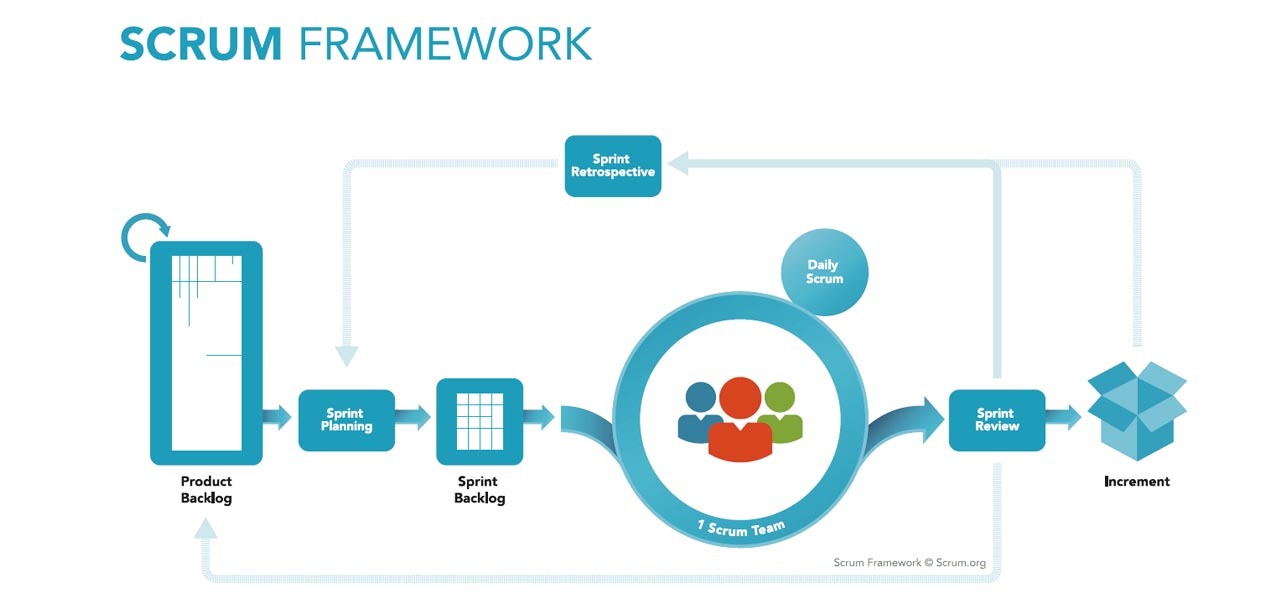 SCRUM FRAMEWORK
Sprint
Retrospective
Daily
Scrum
Sprint
Planning
Sprint
Review
Product
Backlog
Sprint
Backlog
1 Scrum Team
Increment
Scrum Framework © Scrum.org